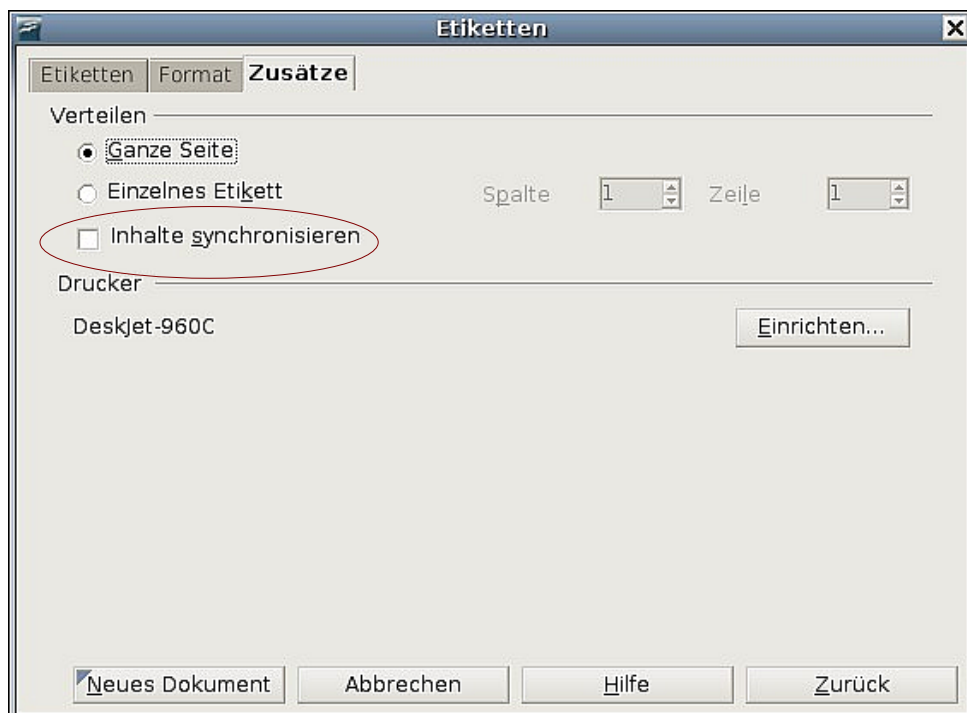 Etiketten
Etiketten Format Zusätze
Verteilen
Ganze Seite
Einzelnes Etikett Spalte 1 Zeile 1
Inhalte synchronisieren
Drucker
DeskJet-960C Einrichten...
Neues Dokument Abbrechen Hilfe Zurück